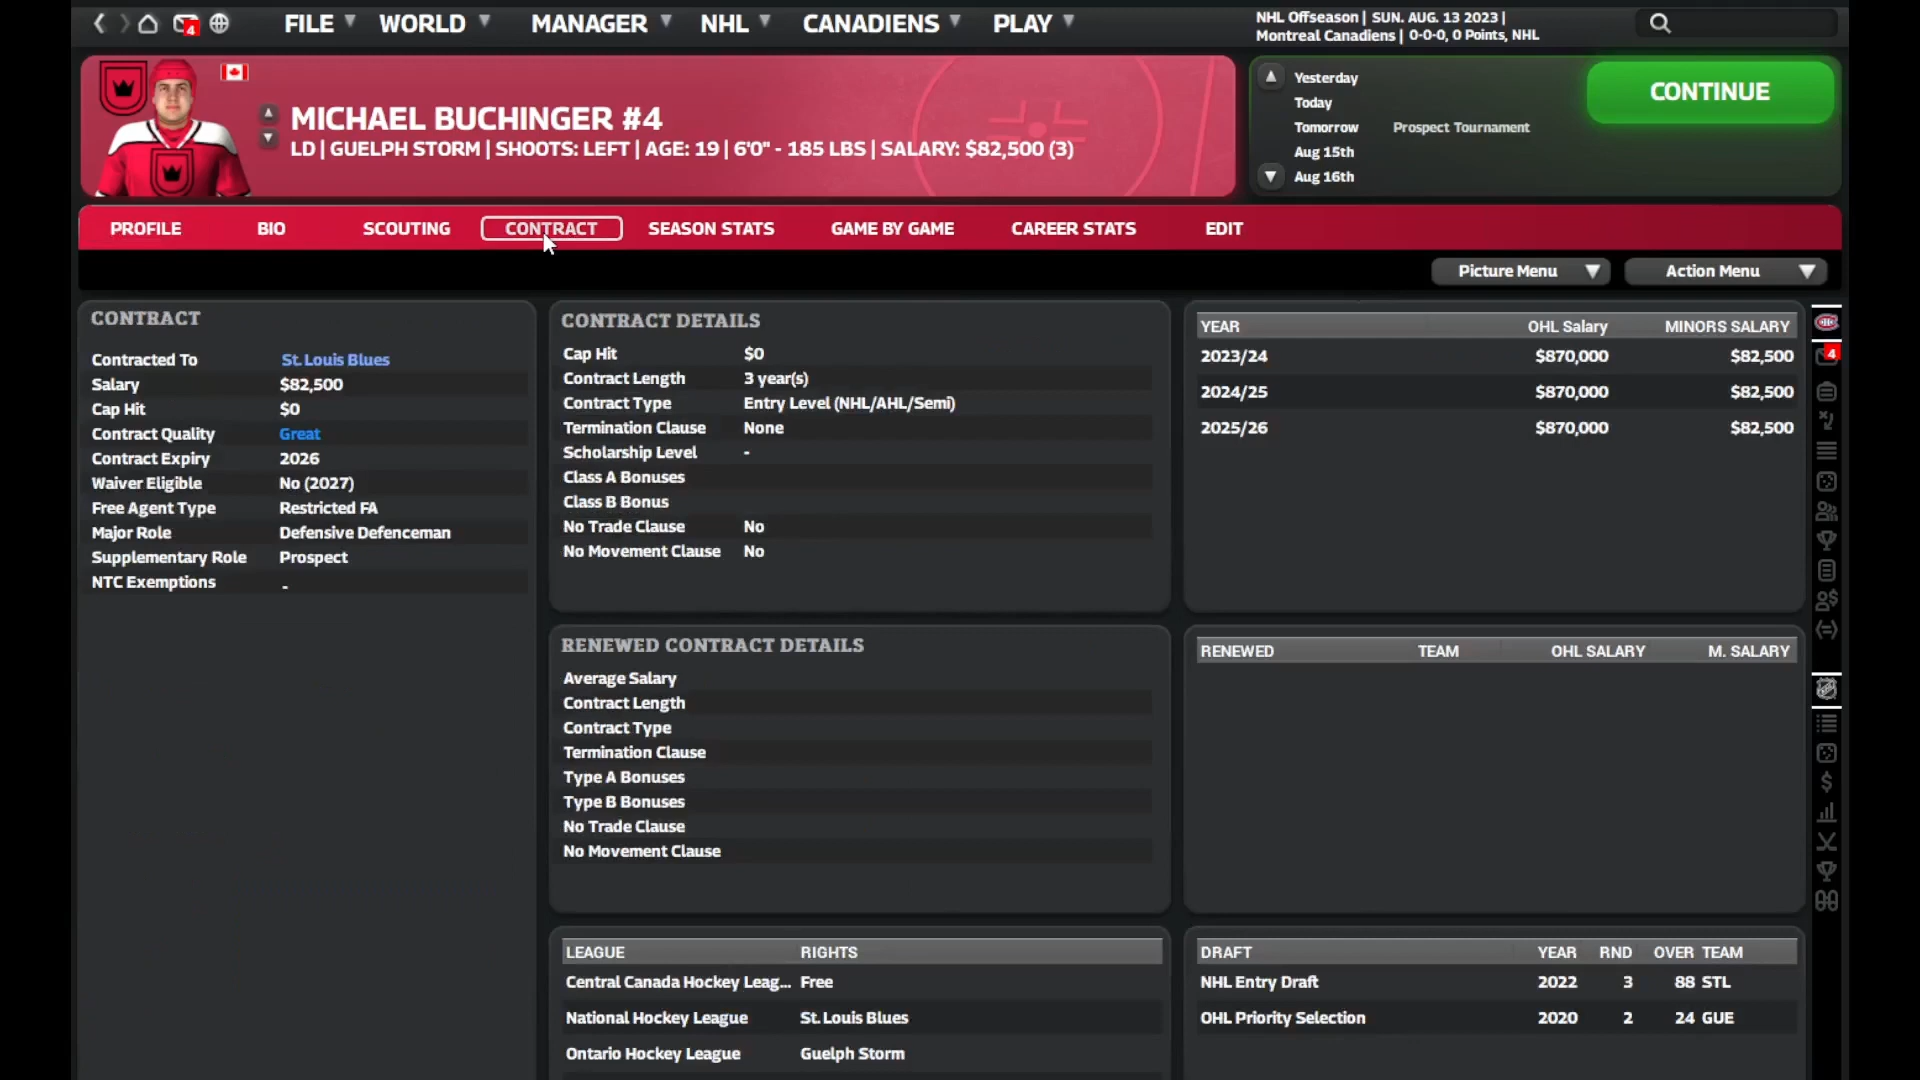 4
FILE WORLD MANAGER NHL CANADIENS PLAY
NHL Offseason | SUN. AUG. 13 2023 |
Montreal Canadiens | 0-0-0, 0 Points, NHL
MICHAEL BUCHINGER #4
LD | GUELPH STORM | SHOOTS: LEFT | AGE: 19 | 6'0" - 185 LBS | SALARY: $82,500 (3)
Yesterday
Today
Tomorrow Prospect Tournament
Aug 15th
Aug 16th
CONTINUE
PROFILE BIO SCOUTING CONTRACT SEASON STATS GAME BY GAME CAREER STATS EDIT
Picture Menu Action Menu
CONTRACT
Contracted To St. Louis Blues
Salary $82,500
Cap Hit $0
Contract Quality Great
Contract Expiry 2026
Waiver Eligible No (2027)
Free Agent Type Restricted FA
Major Role Defensive Defenceman
Supplementary Role Prospect
NTC Exemptions -
CONTRACT DETAILS
Cap Hit $0
Contract Length 3 year(s)
Contract Type Entry Level (NHL/AHL/Semi)
Termination Clause None
Scholarship Level -
Class A Bonuses
Class B Bonus
No Trade Clause No
No Movement Clause No
YEAR OHL Salary MINORS SALARY
2023/24 $870,000 $82,500
2024/25 $870,000 $82,500
2025/26 $870,000 $82,500
4
RENEWED CONTRACT DETAILS
Average Salary
Contract Length
Contract Type
Termination Clause
Type A Bonuses
Type B Bonuses
No Trade Clause
No Movement Clause
RENEWED TEAM OHL SALARY M. SALARY
LEAGUE RIGHTS
Central Canada Hockey Leag... Free
National Hockey League St. Louis Blues
Ontario Hockey League Guelph Storm
DRAFT YEAR RND OVER TEAM
NHL Entry Draft 2022 3 88 STL
OHL Priority Selection 2020 2 24 GUE